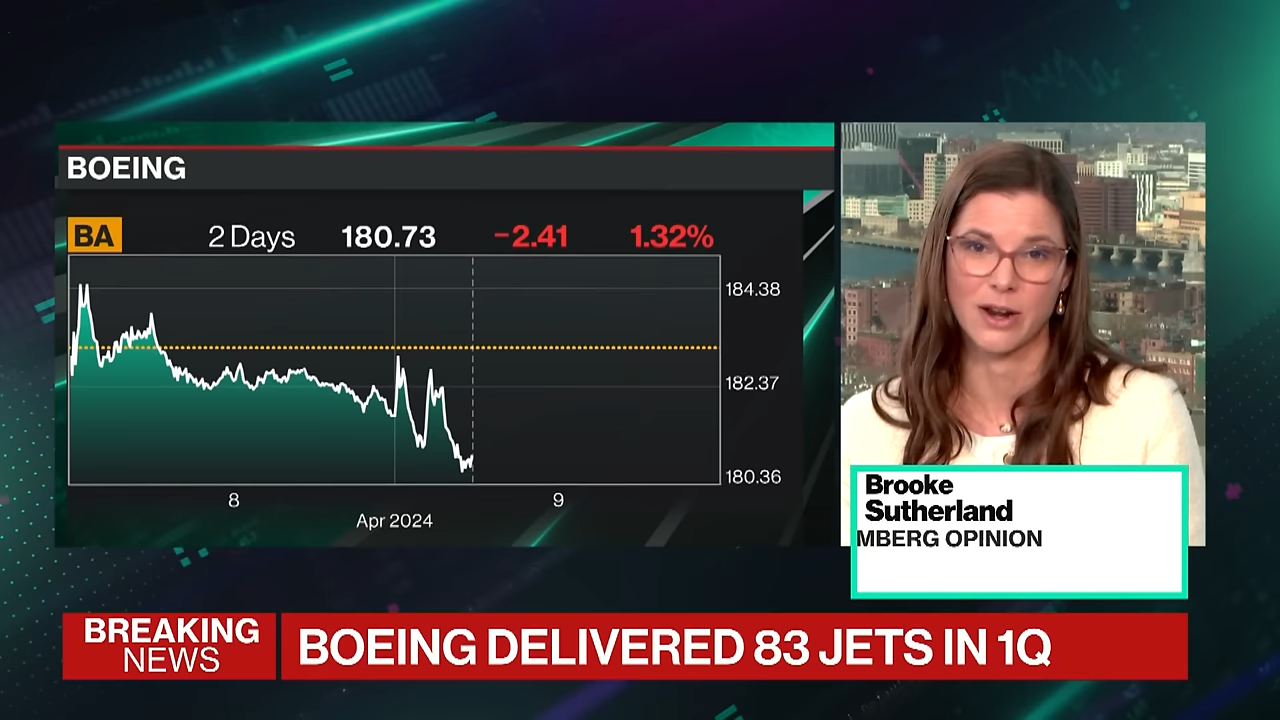 BOEING
BA 2 Days 180.73 −2.41 1.32%
184.38
182.37
180.36
8 9
Apr 2024
Brooke
Sutherland
MBERG OPINION
BREAKING
NEWS
BOEING DELIVERED 83 JETS IN 1Q